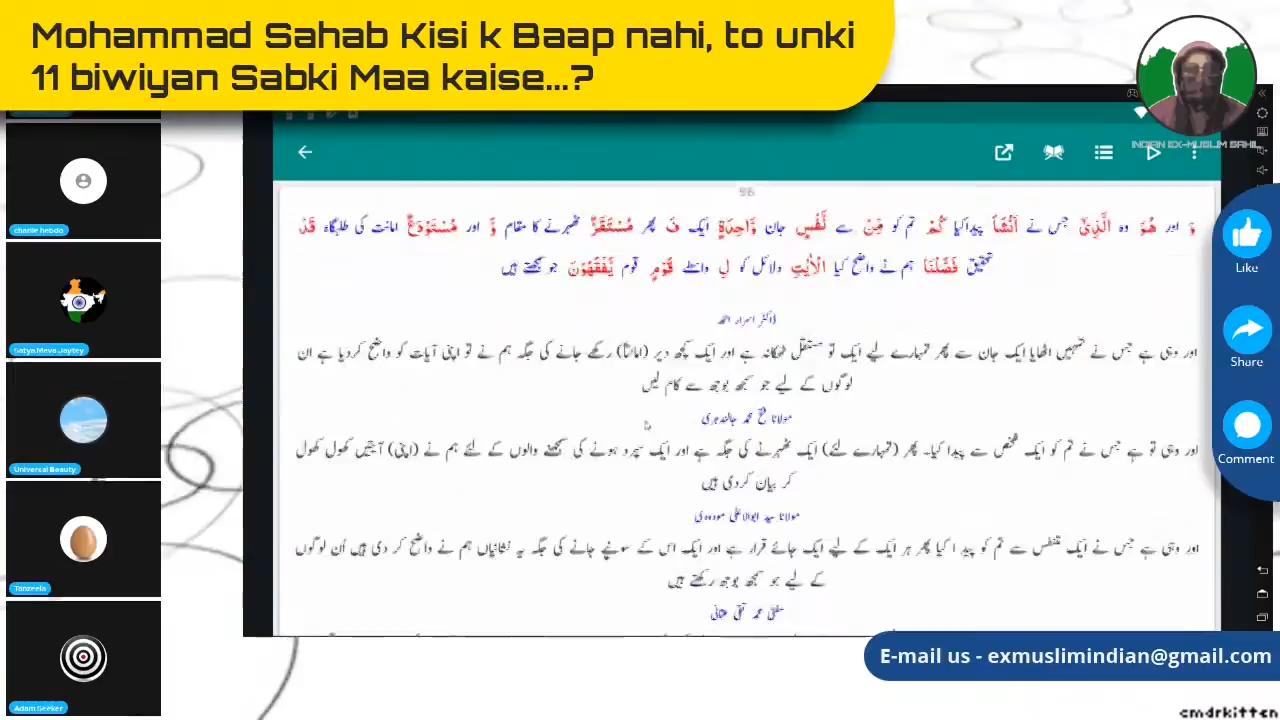 Mohammad Sahab Kisi k Baap nahi, to unki
11 biwiyan Sabki Maa kaise...?
INDIAN EX-MUSLIM SAHIL
charlie hebdo
Satya Meva Jaytey
Universal Beauty
Tanzeela
Adam Seeker
96
وَ اور هُوَ وہ الَّذِيْٓ جس نے اَنْشَاَ پیدا کیا كُمْ تم کو مِّنْ سے نَّفْسٍ جان وَّاحِدَةٍ ایک فَ پھر مُسْتَقَرٌّ ٹھہرنے کا مقام وَّ اور مُسْتَوْدَعٌ امانت کی طلبگاہ قَدْ
تحقیق فَصَّلْنَا ہم نے واضح کیا الْاٰيٰتِ دلائل کو لِ واسطے قَوْمٍ قوم يَّفْقَهُوْنَ جو سمجھتے ہیں
ڈاکٹر اسرار احمد
اور وہی ہے جس نے تمہیں اٹھایا ایک جان سے پھر تمہارے لیے ایک تو مستقل ٹھکانہ ہے اور ایک کچھ دیر (امانتاً) رکھے جانے کی جگہ ہم نے تو اپنی آیات کو واضح کردیا ہے ان
لوگوں کے لیے جو سمجھ بوجھ سے کام لیں
مولانا فتح محمد جالندہری
اور وہی تو ہے جس نے تم کو ایک شخص سے پیدا کیا۔ پھر (تمہارے لئے) ایک ٹھہرنے کی جگہ ہے اور ایک سپرد ہونے کی سمجھنے والوں کے لئے ہم نے (اپنی) آیتیں کھول کھول
کر بیان کردی ہیں
مولانا سید ابوالاعلی مودودی
اور وہی ہے جس نے ایک متنفس سے تم کو پید ا کیا پھر ہر ایک کے لیے ایک جائے قرار ہے اور ایک اس کے سونپے جانے کی جگہ یہ نشانیاں ہم نے واضح کر دی ہیں اُن لوگوں
کے لیے جو سمجھ بوجھ رکھتے ہیں
مفتی محمد تقی عثمانی
Like
Share
Comment
E-mail us - exmuslimindian@gmail.com
cmdrkitten